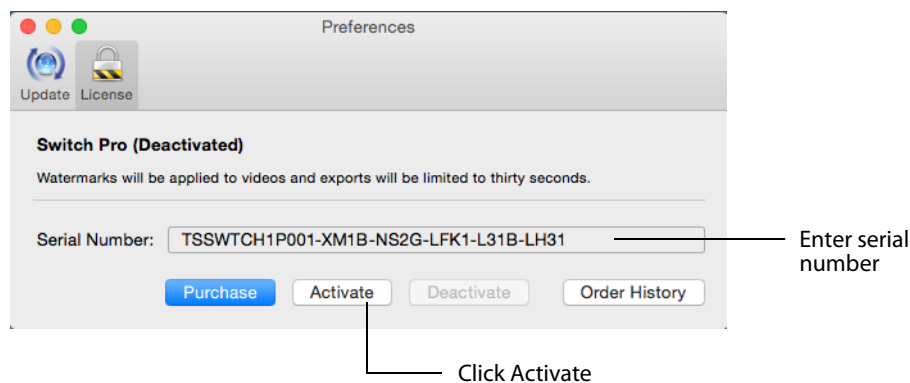 Preferences
Update License
Switch Pro (Deactivated)
Watermarks will be applied to videos and exports will be limited to thirty seconds.
Serial Number: TSSWTCH1P001-XM1B-NS2G-LFK1-L31B-LH31
Enter serial
number
Purchase Activate Deactivate Order History
Click Activate